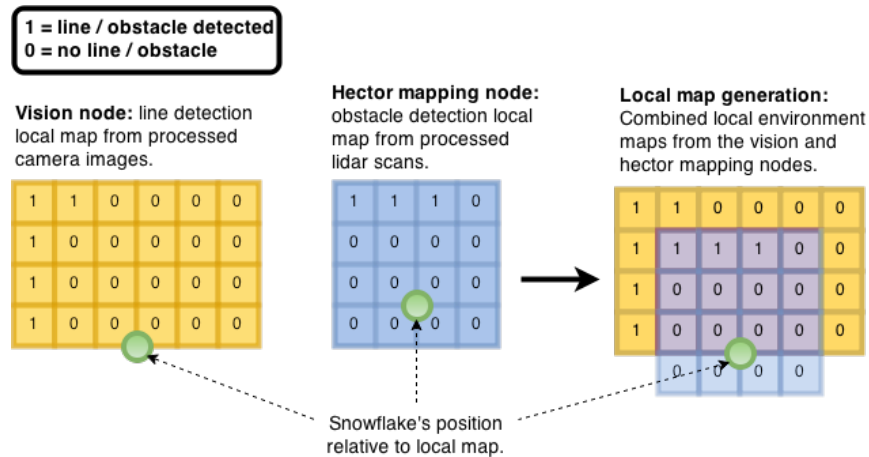 1 = line / obstacle detected
0 = no line / obstacle
Vision node: line detection
local map from processed
camera images.
1 1 0 0 0 0
1 0 0 0 0 0
1 0 0 0 0 0
1 0 0 0 0 0
Hector mapping node:
obstacle detection local
map from processed
lidar scans.
1 1 1 0
0 0 0 0
0 0 0 0
0 0 0 0
Local map generation:
Combined local environment
maps from the vision and
hector mapping nodes.
1 1 0 0 0 0
1 1 1 1 0 0
1 0 0 0 0 0
1 0 0 0 0 0
0 0 0 0
Snowflake's position
relative to local map.